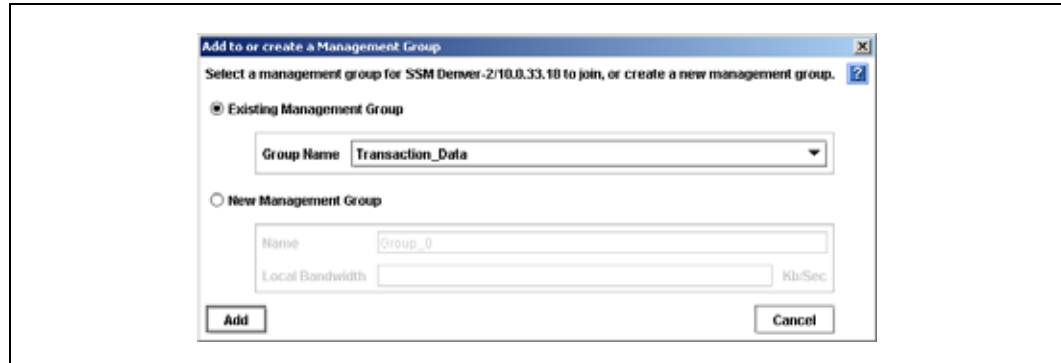 Add to or create a Management Group
Select a management group for SSM Denver-2/10.0.33.18 to join, or create a new management group.
?
Existing Management Group
Group Name Transaction_Data
New Management Group
Name Group_0
Local Bandwidth Kb/Sec
Add Cancel